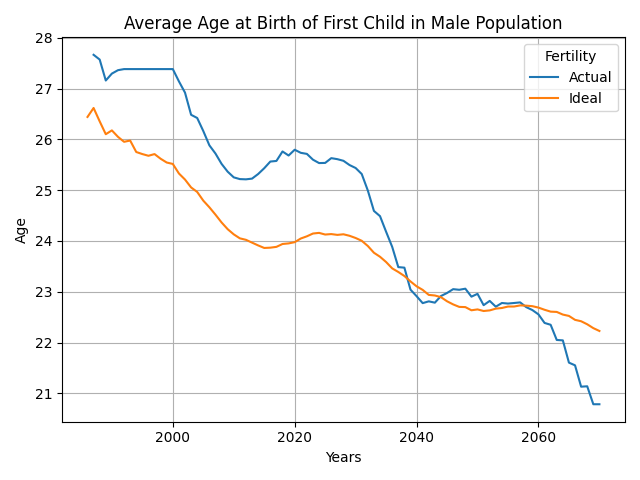 Average Age at Birth of First Child in Male Population
Fertility
Actual
Ideal
28
27
26
25
24
23
22
21
Age
2000
2020
2040
2060
Years